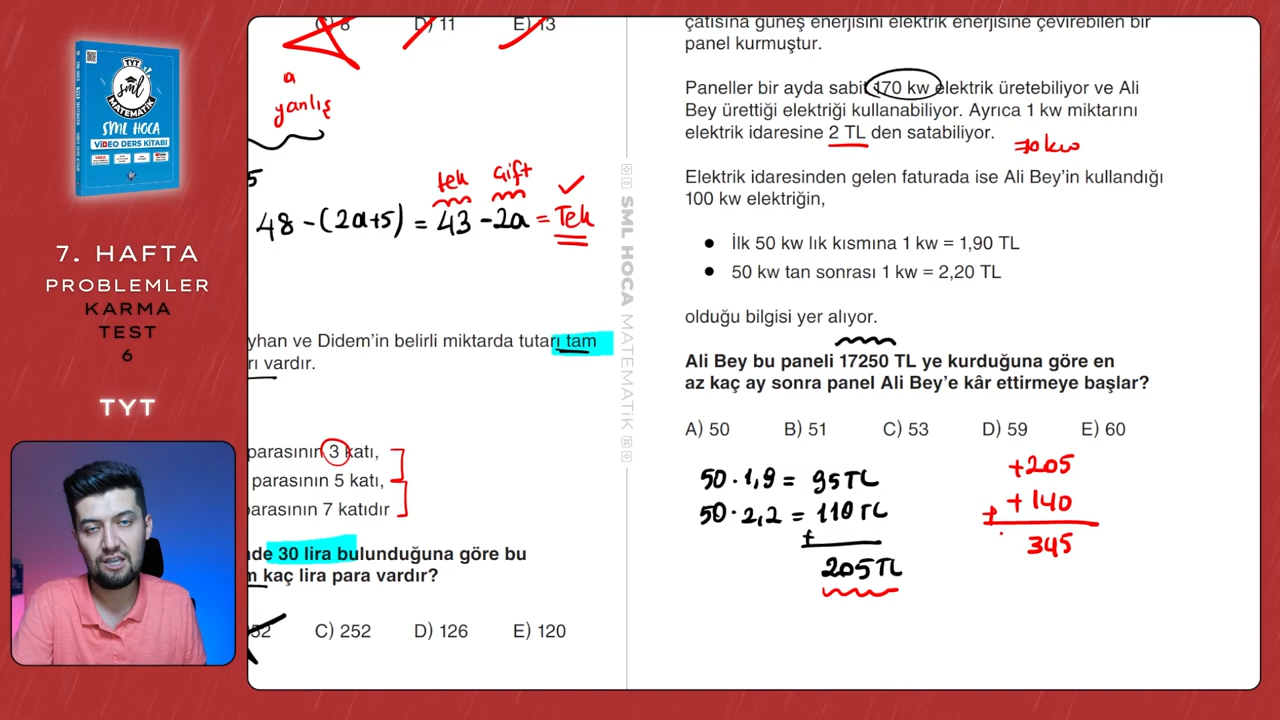 TYT
sml
MATEMATİK
SML HOCA
VİDEO DERS KİTABI
7. HAFTA
PROBLEMLER
KARMA
TEST
6
TYT
C) 8 D) 11 E) 13
a
yanlış
5
tek çift
48 - (2a+5) = 43 - 2a = Tek
yhan ve Didem'in belirli miktarda tutarı tam
rı vardır.
parasının 3 katı,
parasının 5 katı,
parasının 7 katıdır
nde 30 lira bulunduğuna göre bu
m kaç lira para vardır?
52 C) 252 D) 126 E) 120
SML HOCA MATEMATİK
çatısına güneş enerjisini elektrik enerjisine çevirebilen bir
panel kurmuştur.
Paneller bir ayda sabit 170 kw elektrik üretebiliyor ve Ali
Bey ürettiği elektriği kullanabiliyor. Ayrıca 1 kw miktarını
elektrik idaresine 2 TL den satabiliyor.
70 kw
Elektrik idaresinden gelen faturada ise Ali Bey'in kullandığı
100 kw elektriğin,
● İlk 50 kw lık kısmına 1 kw = 1,90 TL
● 50 kw tan sonrası 1 kw = 2,20 TL
olduğu bilgisi yer alıyor.
Ali Bey bu paneli 17250 TL ye kurduğuna göre en
az kaç ay sonra panel Ali Bey'e kâr ettirmeye başlar?
A) 50 B) 51 C) 53 D) 59 E) 60
50 · 1,9 = 95 TL
50 · 2,2 = 110 TL
+
205 TL
+205
+ +140
345